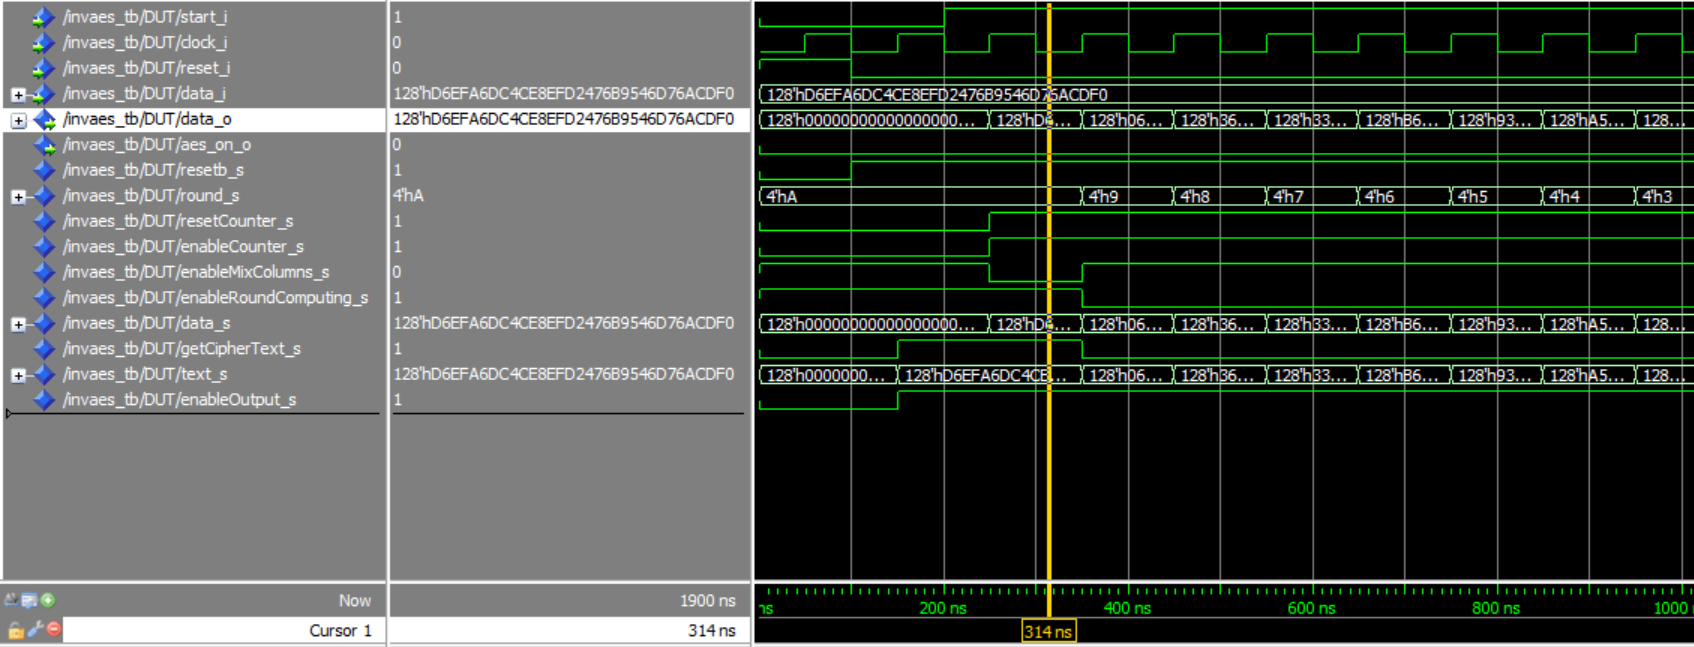 /invaes_tb/DUT/start_i 1
/invaes_tb/DUT/clock_i 0
/invaes_tb/DUT/reset_i 0
/invaes_tb/DUT/data_i 128'hD6EFA6DC4CE8EFD2476B9546D76ACDF0 128'hD6EFA6DC4CE8EFD2476B9546D76ACDF0
/invaes_tb/DUT/data_o 128'hD6EFA6DC4CE8EFD2476B9546D76ACDF0 128'h00000000000000000... 128'hD6... 128'h06... 128'h36... 128'h33... 128'hB6... 128'h93... 128'hA5... 128...
/invaes_tb/DUT/aes_on_o 0
/invaes_tb/DUT/resetb_s 1
/invaes_tb/DUT/round_s 4'hA 4'hA 4'h9 4'h8 4'h7 4'h6 4'h5 4'h4 4'h3
/invaes_tb/DUT/resetCounter_s 1
/invaes_tb/DUT/enableCounter_s 1
/invaes_tb/DUT/enableMixColumns_s 0
/invaes_tb/DUT/enableRoundComputing_s 1
/invaes_tb/DUT/data_s 128'hD6EFA6DC4CE8EFD2476B9546D76ACDF0 128'h00000000000000000... 128'hD6... 128'h06... 128'h36... 128'h33... 128'hB6... 128'h93... 128'hA5... 128...
/invaes_tb/DUT/getCipherText_s 1
/invaes_tb/DUT/text_s 128'hD6EFA6DC4CE8EFD2476B9546D76ACDF0 128'h0000000... 128'hD6EFA6DC4CE... 128'h06... 128'h36... 128'h33... 128'hB6... 128'h93... 128'hA5... 128...
/invaes_tb/DUT/enableOutput_s 1
Now 1900 ns ns 200 ns 400 ns 600 ns 800 ns 1000
Cursor 1 314 ns 314 ns